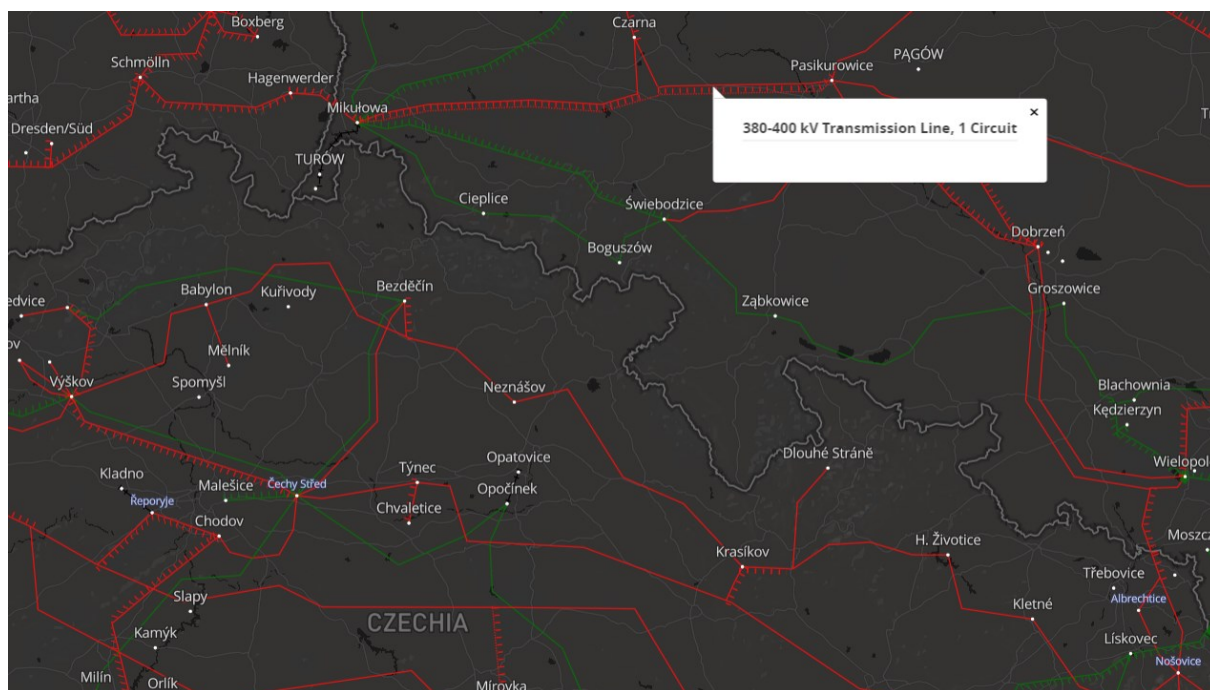 Boxberg
Czarna
Schmölln
Hagenwerder
Pasikurowice
PĄGÓW
artha
Mikułowa
×
Dresden/Süd
380-400 kV Transmission Line, 1 Circuit
TURÓW
Cieplice
Świebodzice
Boguszów
Dobrzeń
edvice
Babylon
Kuřivody
Bezděčín
Ząbkowice
Groszowice
ov
Mělník
Výškov
Spomyšl
Neznášov
Blachownia
Kędzierzyn
Kladno
Týnec
Opatovice
Dlouhé Stráně
Wielopol
Řeporyje
Malešice
Čechy Střed
Opočínek
Chodov
Chvaletice
Krasíkov
H. Životice
Moszcz
Třebovice
Slapy
Albrechtice
CZECHIA
Kletné
Kamýk
Lískovec
Nošovice
Milín
Orlík
Mírovka